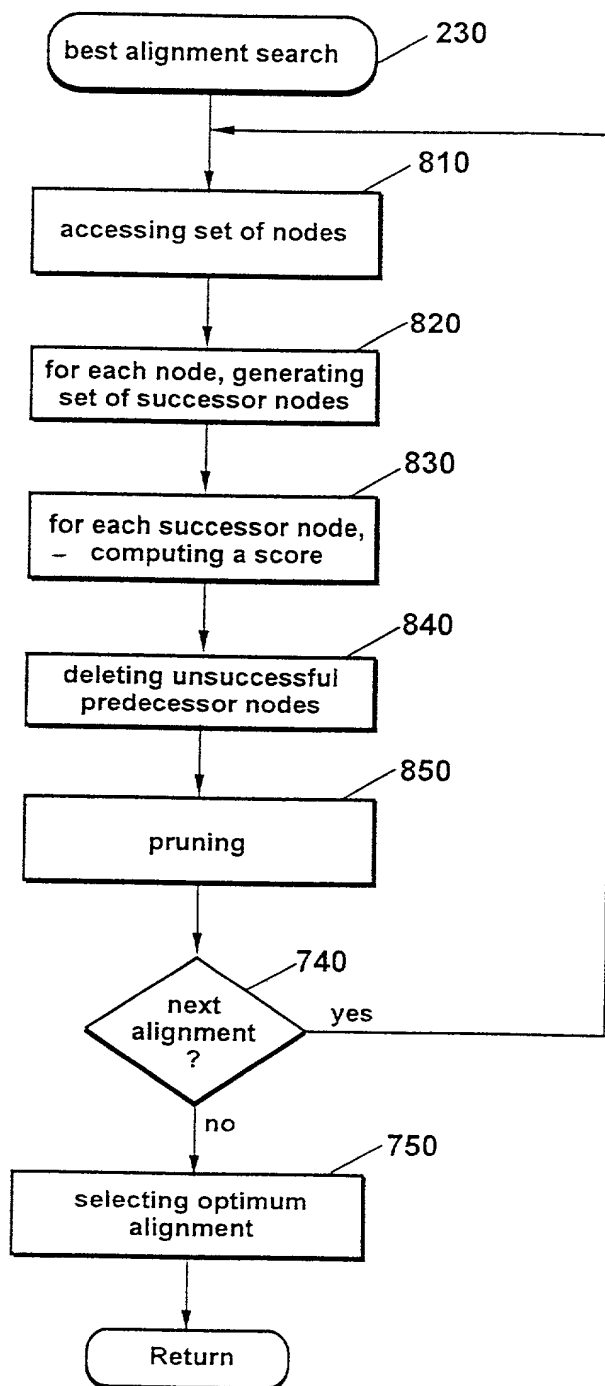 best alignment search
230
810
accessing set of nodes
820
for each node, generating
set of successor nodes
830
for each successor node,
– computing a score
840
deleting unsuccessful
predecessor nodes
850
pruning
740
next
alignment
?
yes
no
750
selecting optimum
alignment
Return